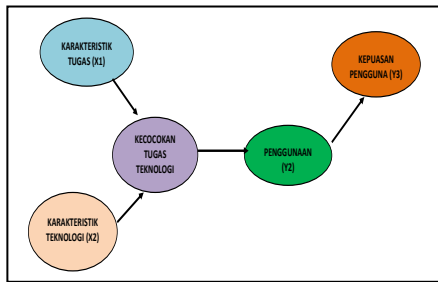 KARAKTERISTIK
TUGAS (X1)
KEPUASAN
PENGGUNA (Y3)
KECOCOKAN
TUGAS
TEKNOLOGI
PENGGUNAAN
(Y2)
KARAKTERISTIK
TEKNOLOGI (X2)